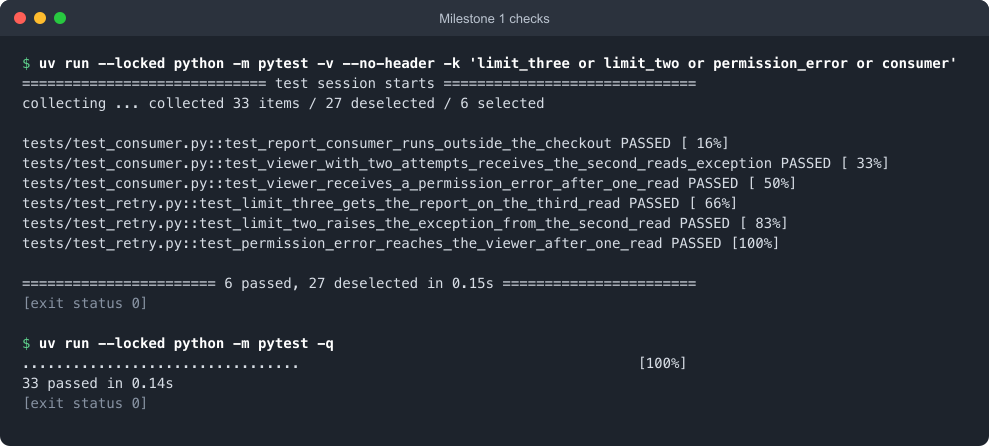 Milestone 1 checks
$ uv run --locked python -m pytest -v --no-header -k 'limit_three or limit_two or permission_error or consumer'
============================= test session starts ==============================
collecting ... collected 33 items / 27 deselected / 6 selected
tests/test_consumer.py::test_report_consumer_runs_outside_the_checkout PASSED [ 16%]
tests/test_consumer.py::test_viewer_with_two_attempts_receives_the_second_reads_exception PASSED [ 33%]
tests/test_consumer.py::test_viewer_receives_a_permission_error_after_one_read PASSED [ 50%]
tests/test_retry.py::test_limit_three_gets_the_report_on_the_third_read PASSED [ 66%]
tests/test_retry.py::test_limit_two_raises_the_exception_from_the_second_read PASSED [ 83%]
tests/test_retry.py::test_permission_error_reaches_the_viewer_after_one_read PASSED [100%]
======================= 6 passed, 27 deselected in 0.15s =======================
[exit status 0]
$ uv run --locked python -m pytest -q
................................. [100%]
33 passed in 0.14s
[exit status 0]